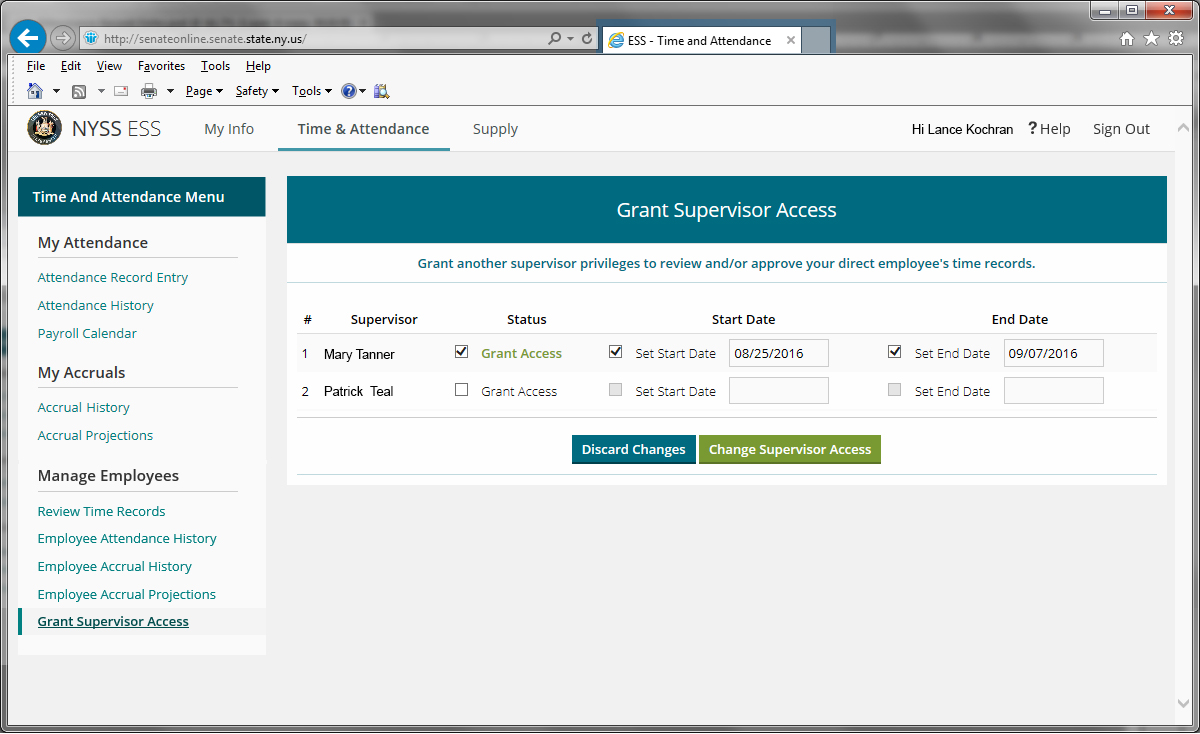 http://senateonline.senate.state.ny.us/
ESS - Time and Attendance
File Edit View Favorites Tools Help
Page Safety Tools
NYSS ESS My Info Time & Attendance Supply Hi Lance Kochran ? Help Sign Out
Time And Attendance Menu
My Attendance
Attendance Record Entry
Attendance History
Payroll Calendar
My Accruals
Accrual History
Accrual Projections
Manage Employees
Review Time Records
Employee Attendance History
Employee Accrual History
Employee Accrual Projections
Grant Supervisor Access
Grant Supervisor Access
Grant another supervisor privileges to review and/or approve your direct employee's time records.
# Supervisor Status Start Date End Date
1 Mary Tanner Grant Access Set Start Date 08/25/2016 Set End Date 09/07/2016
2 Patrick Teal Grant Access Set Start Date Set End Date
Discard Changes Change Supervisor Access